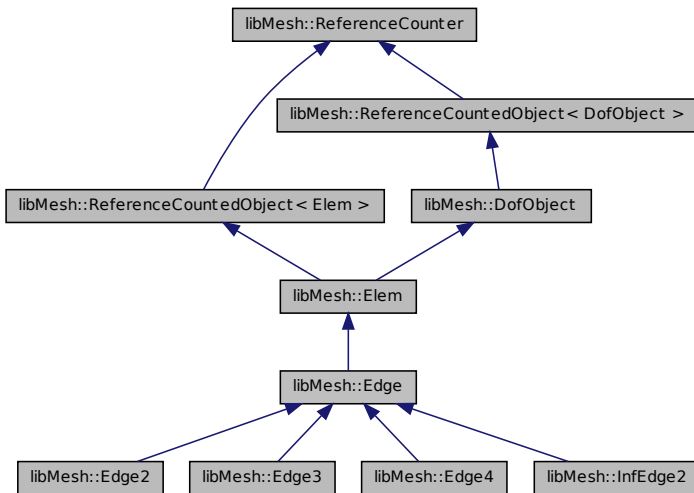 libMesh::ReferenceCounter
libMesh::ReferenceCountedObject< DofObject >
libMesh::ReferenceCountedObject< Elem >
libMesh::DofObject
libMesh::Elem
libMesh::Edge
libMesh::Edge2
libMesh::Edge3
libMesh::Edge4
libMesh::InfEdge2